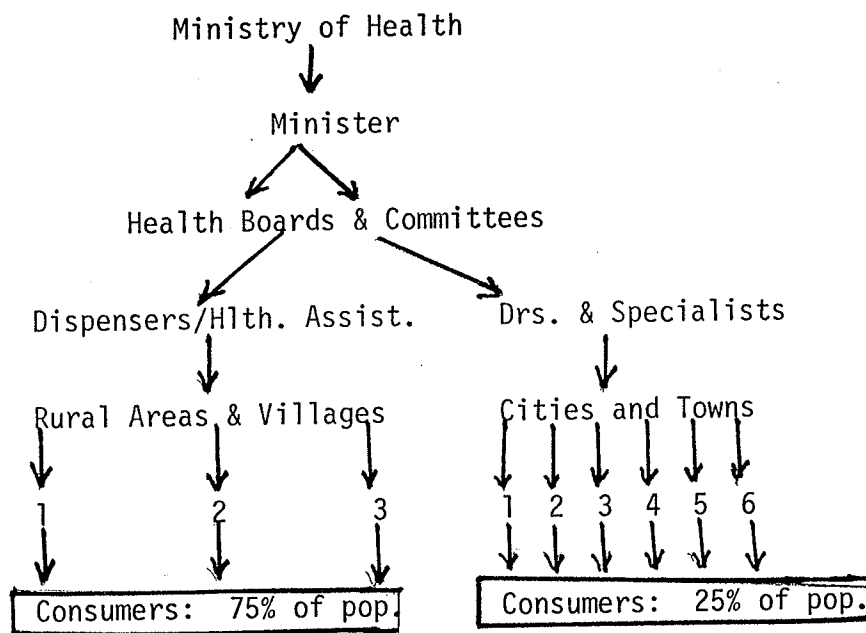 Ministry of Health
Minister
Health Boards & Committees
Dispensers/Hlth. Assist. Drs. & Specialists
Rural Areas & Villages Cities and Towns
1 2 3 1 2 3 4 5 6
Consumers: 75% of pop. Consumers: 25% of pop.